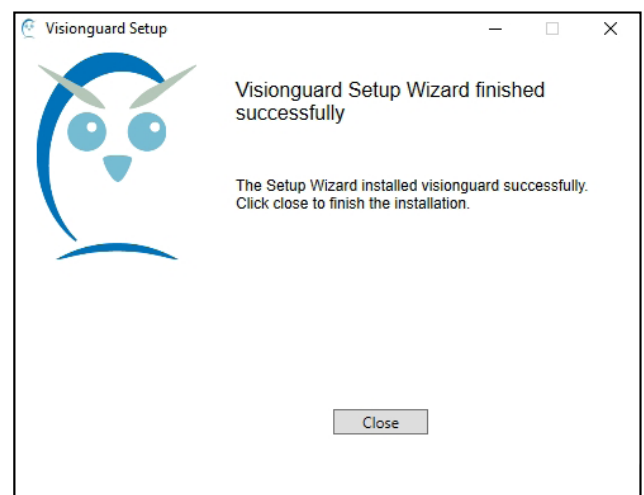 Visionguard Setup
Visionguard Setup Wizard finished
successfully
The Setup Wizard installed visionguard successfully.
Click close to finish the installation.
Close